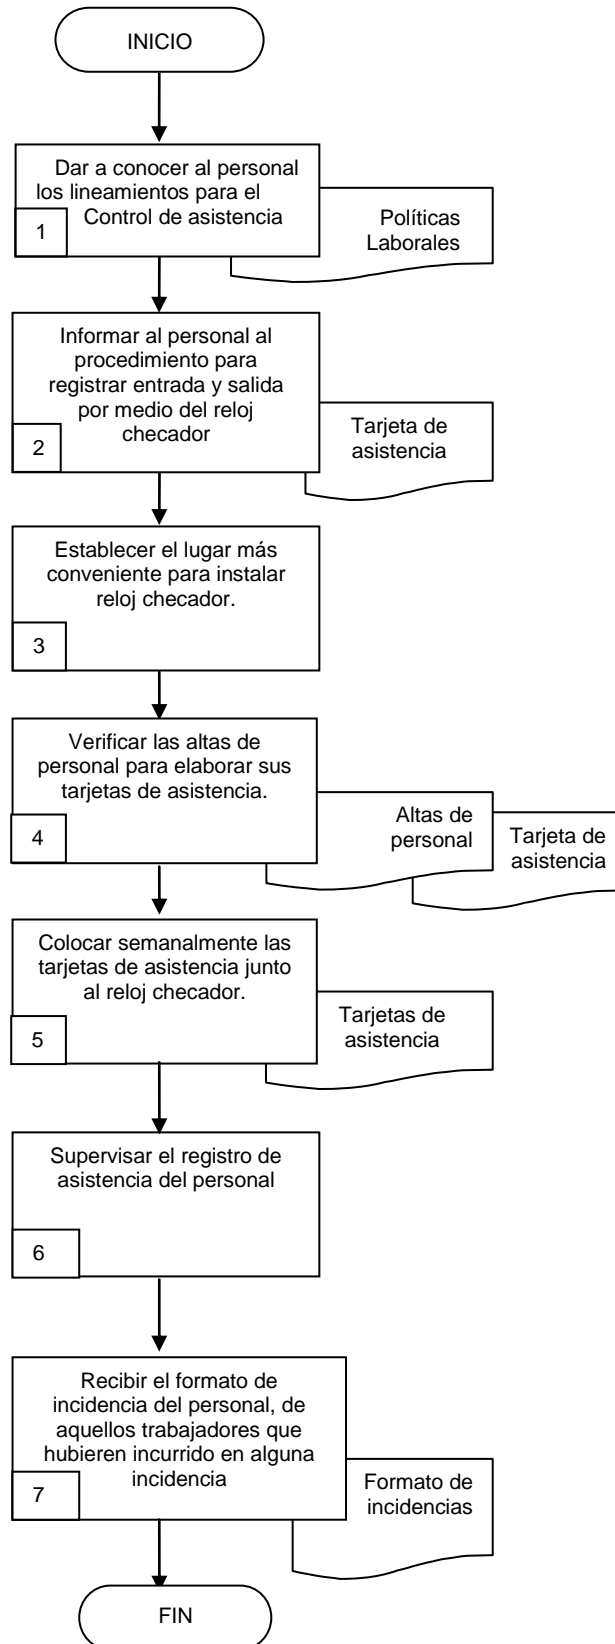 INICIO
Dar a conocer al personal
los lineamientos para el
Control de asistencia
1
Políticas
Laborales
Informar al personal al
procedimiento para
registrar entrada y salida
por medio del reloj
checador
2
Tarjeta de
asistencia
Establecer el lugar más
conveniente para instalar
reloj checador.
3
Verificar las altas de
personal para elaborar sus
tarjetas de asistencia.
4
Altas de
personal
Tarjeta de
asistencia
Colocar semanalmente las
tarjetas de asistencia junto
al reloj checador.
5
Tarjetas de
asistencia
Supervisar el registro de
asistencia del personal
6
Recibir el formato de
incidencia del personal, de
aquellos trabajadores que
hubieren incurrido en alguna
incidencia
7
Formato de
incidencias
FIN